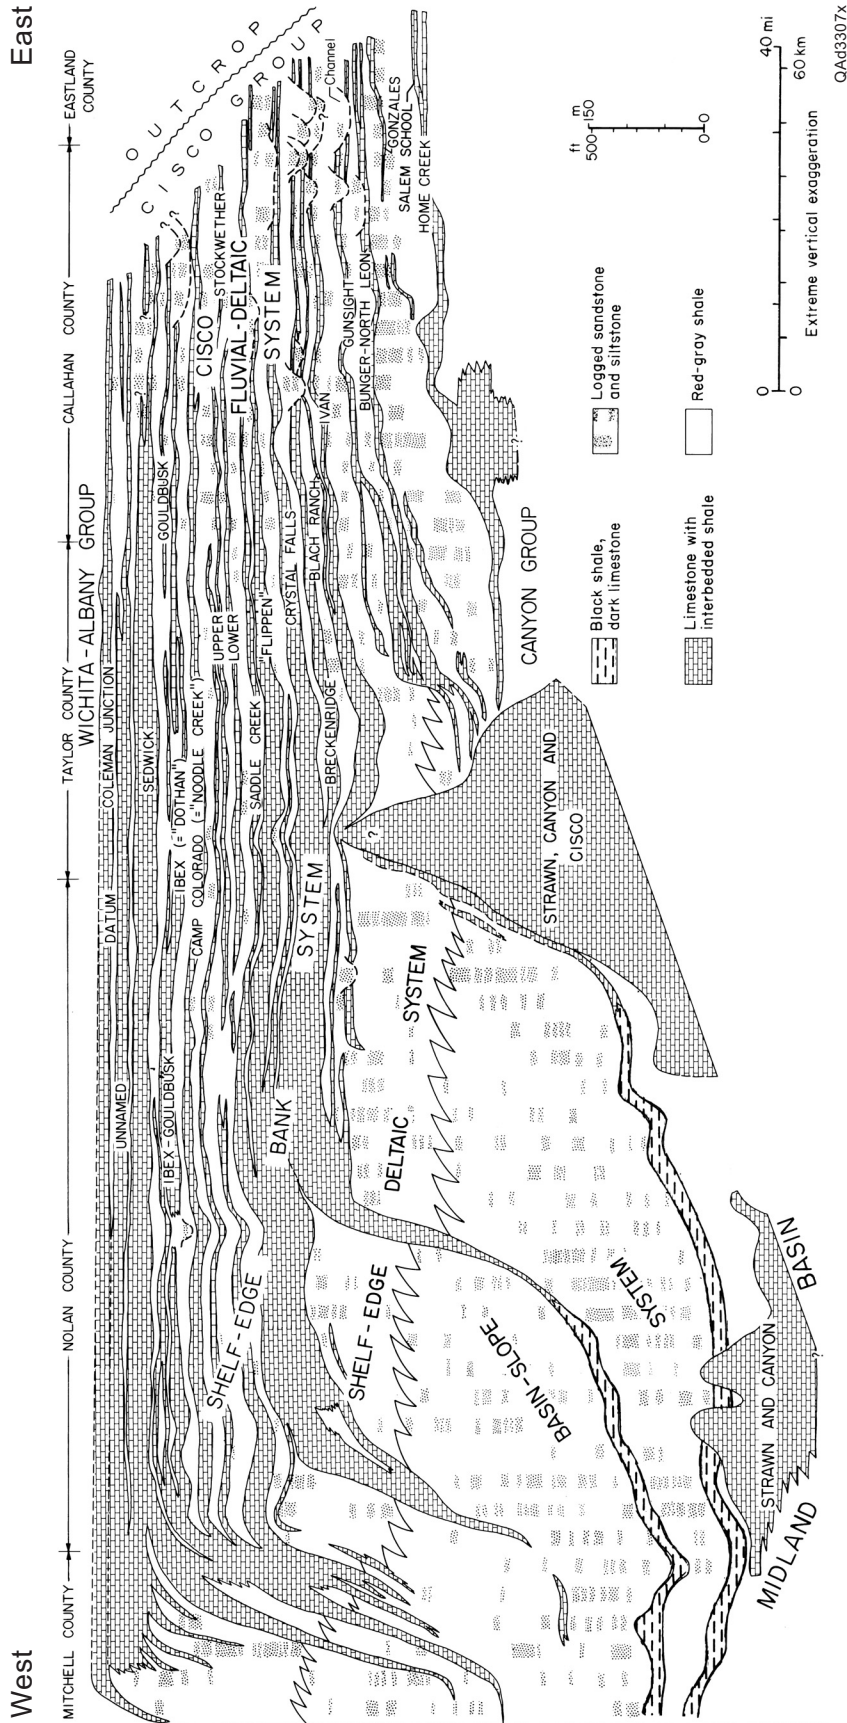 West
East
MITCHELL COUNTY
NOLAN COUNTY
TAYLOR COUNTY
CALLAHAN COUNTY
EASTLAND
COUNTY
WICHITA-ALBANY GROUP
OUTCROP
CISCO GROUP
DATUM
COLEMAN JUNCTION
UNNAMED
SEDWICK
IBEX-GOULDBUSK
GOULDBUSK
IBEX (="DOTHAN")
CAMP COLORADO (="NOODLE CREEK")
UPPER
LOWER
STOCKWETHER
CISCO
FLUVIAL-DELTAIC
SYSTEM
SADDLE CREEK
"FLIPPEN"
CRYSTAL FALLS
BLACH RANCH
IVAN
BRECKENRIDGE
GUNSIGHT
BUNGER-NORTH LEON
Channel
GONZALES
SALEM SCHOOL
HOME CREEK
SHELF-EDGE
BANK
SYSTEM
SHELF-EDGE
DELTAIC
SYSTEM
BASIN-SLOPE
SYSTEM
STRAWN, CANYON AND
CISCO
CANYON GROUP
STRAWN AND CANYON
MIDLAND
BASIN
? ?
?
?
?
?
?
?
?
Black shale,
dark limestone
Logged sandstone
and siltstone
Limestone with
interbedded shale
Red-gray shale
ft m
500 150
0 0
0 40 mi
0 60 km
Extreme vertical exaggeration
QAd3307x